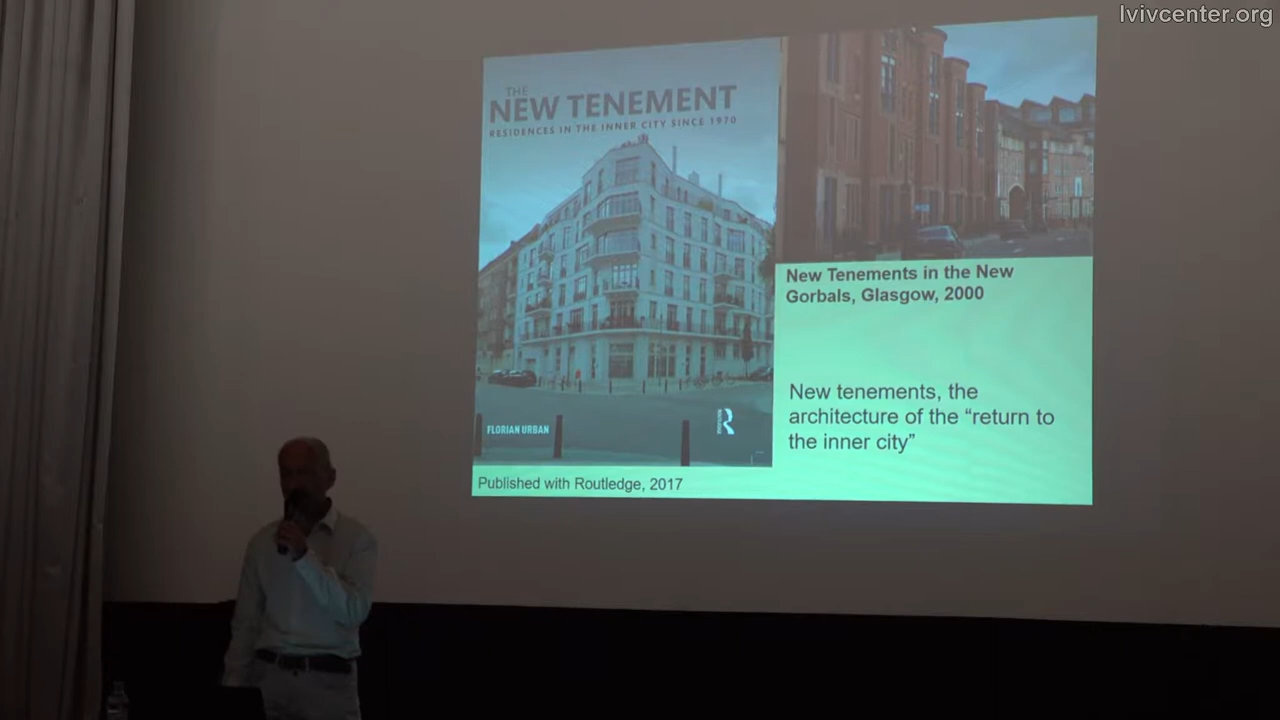 lvivcenter.org
THE
NEW TENEMENT
RESIDENCES IN THE INNER CITY SINCE 1970
FLORIAN URBAN
R
Published with Routledge, 2017
New Tenements in the New
Gorbals, Glasgow, 2000
New tenements, the
architecture of the “return to
the inner city”